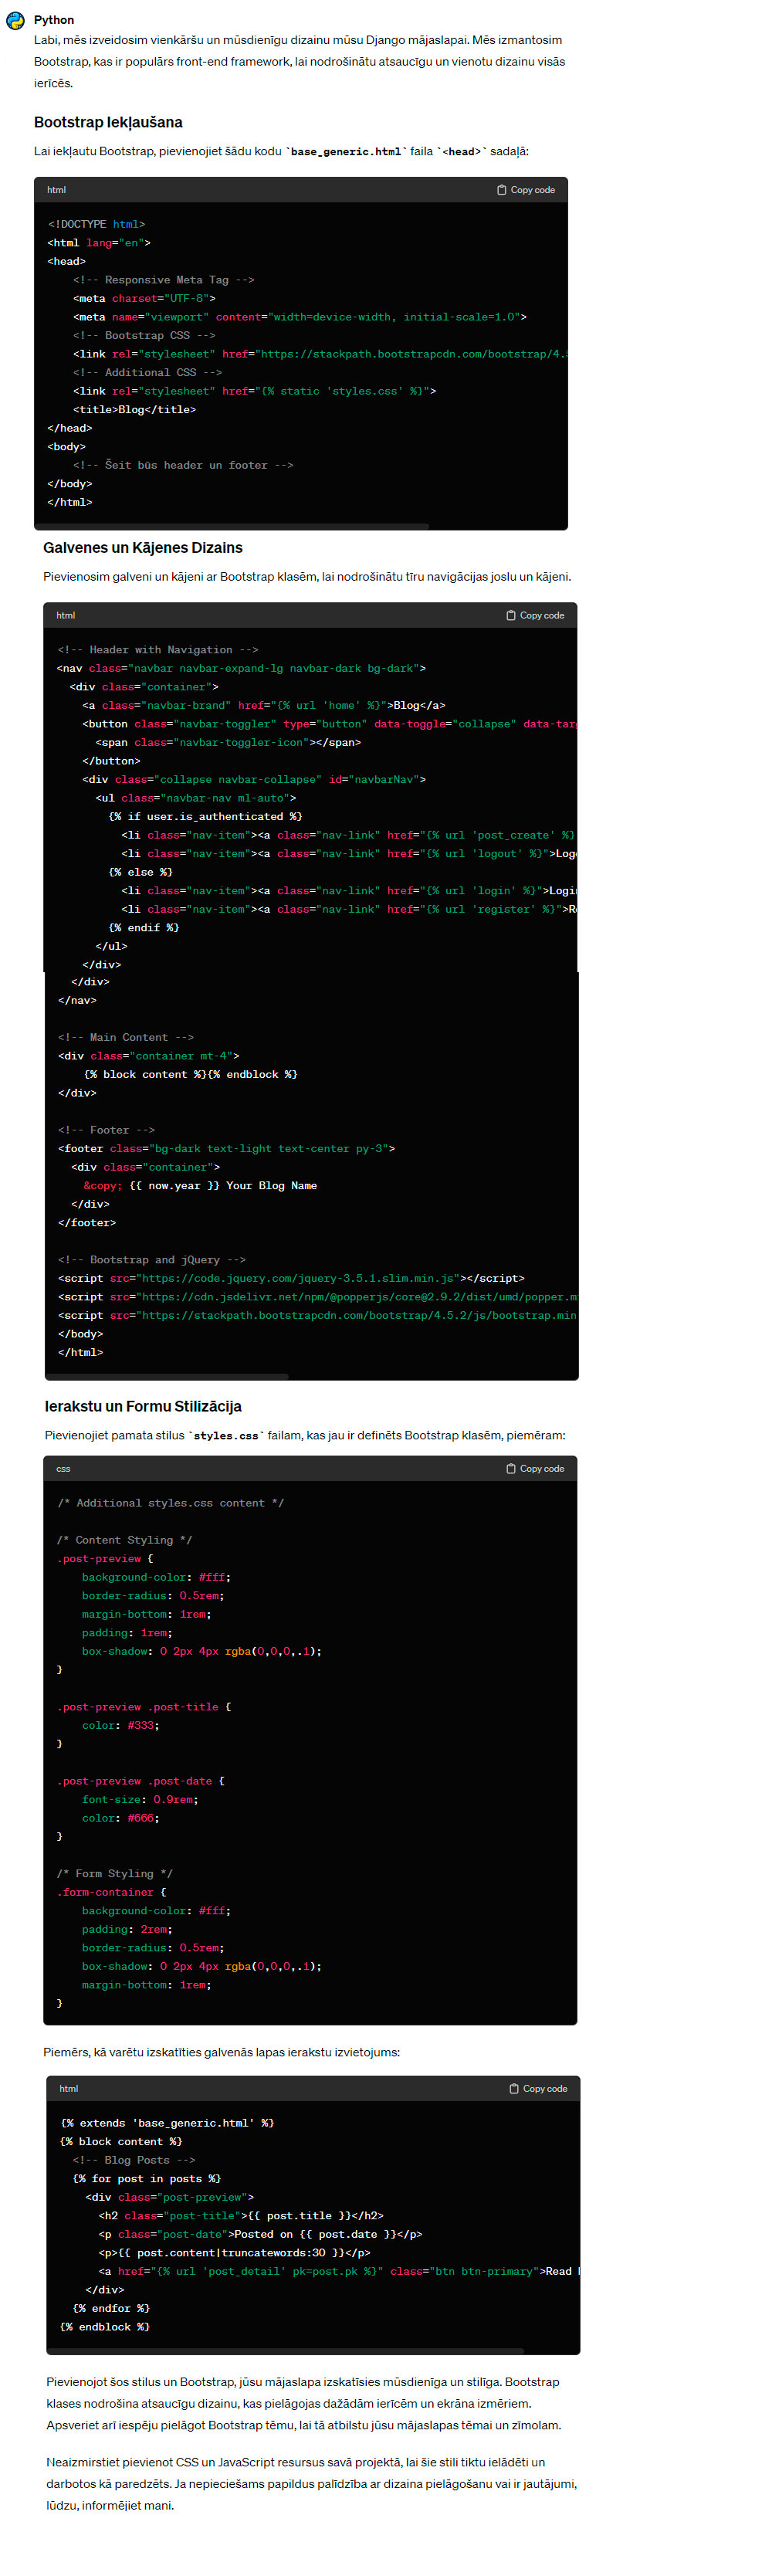 Python
Labi, mēs izveidosim vienkāršu un mūsdienīgu dizainu mūsu Django mājaslapai. Mēs izmantosim
Bootstrap, kas ir populārs front-end framework, lai nodrošinātu atsaucīgu un vienotu dizainu visās
ierīcēs.
Bootstrap Iekļaušana
Lai iekļautu Bootstrap, pievienojiet šādu kodu `base_generic.html` faila `<head>` sadaļā:
html Copy code
<!DOCTYPE html>
<html lang="en">
<head>
    <!-- Responsive Meta Tag -->
    <meta charset="UTF-8">
    <meta name="viewport" content="width=device-width, initial-scale=1.0">
    <!-- Bootstrap CSS -->
    <link rel="stylesheet" href="https://stackpath.bootstrapcdn.com/bootstrap/4.
    <!-- Additional CSS -->
    <link rel="stylesheet" href="{% static 'styles.css' %}">
    <title>Blog</title>
</head>
<body>
    <!-- Šeit būs header un footer -->
</body>
</html>
Galvenes un Kājenes Dizains
Pievienosim galveni un kājeni ar Bootstrap klasēm, lai nodrošinātu tīru navigācijas joslu un kājeni.
html Copy code
<!-- Header with Navigation -->
<nav class="navbar navbar-expand-lg navbar-dark bg-dark">
  <div class="container">
    <a class="navbar-brand" href="{% url 'home' %}">Blog</a>
    <button class="navbar-toggler" type="button" data-toggle="collapse" data-tar
      <span class="navbar-toggler-icon"></span>
    </button>
    <div class="collapse navbar-collapse" id="navbarNav">
      <ul class="navbar-nav ml-auto">
        {% if user.is_authenticated %}
          <li class="nav-item"><a class="nav-link" href="{% url 'post_create' %}
          <li class="nav-item"><a class="nav-link" href="{% url 'logout' %}">Log
        {% else %}
          <li class="nav-item"><a class="nav-link" href="{% url 'login' %}">Login
          <li class="nav-item"><a class="nav-link" href="{% url 'register' %}">R
        {% endif %}
      </ul>
    </div>
  </div>
</nav>
<!-- Main Content -->
<div class="container mt-4">
    {% block content %}{% endblock %}
</div>
<!-- Footer -->
<footer class="bg-dark text-light text-center py-3">
  <div class="container">
    &copy; {{ now.year }} Your Blog Name
  </div>
</footer>
<!-- Bootstrap and jQuery -->
<script src="https://code.jquery.com/jquery-3.5.1.slim.min.js"></script>
<script src="https://cdn.jsdelivr.net/npm/@popperjs/core@2.9.2/dist/umd/popper.m
<script src="https://stackpath.bootstrapcdn.com/bootstrap/4.5.2/js/bootstrap.min
</body>
</html>
Ierakstu un Formu Stilizācija
Pievienojiet pamata stilus `styles.css` failam, kas jau ir definēts Bootstrap klasēm, piemēram:
css Copy code
/* Additional styles.css content */
/* Content Styling */
.post-preview {
    background-color: #fff;
    border-radius: 0.5rem;
    margin-bottom: 1rem;
    padding: 1rem;
    box-shadow: 0 2px 4px rgba(0,0,0,.1);
}
.post-preview .post-title {
    color: #333;
}
.post-preview .post-date {
    font-size: 0.9rem;
    color: #666;
}
/* Form Styling */
.form-container {
    background-color: #fff;
    padding: 2rem;
    border-radius: 0.5rem;
    box-shadow: 0 2px 4px rgba(0,0,0,.1);
    margin-bottom: 1rem;
}
Piemērs, kā varētu izskatīties galvenās lapas ierakstu izvietojums:
html Copy code
{% extends 'base_generic.html' %}
{% block content %}
  <!-- Blog Posts -->
  {% for post in posts %}
    <div class="post-preview">
      <h2 class="post-title">{{ post.title }}</h2>
      <p class="post-date">Posted on {{ post.date }}</p>
      <p>{{ post.content|truncatewords:30 }}</p>
      <a href="{% url 'post_detail' pk=post.pk %}" class="btn btn-primary">Read
    </div>
  {% endfor %}
{% endblock %}
Pievienojot šos stilus un Bootstrap, jūsu mājaslapa izskatīsies mūsdienīga un stilīga. Bootstrap
klases nodrošina atsaucīgu dizainu, kas pielāgojas dažādām ierīcēm un ekrāna izmēriem.
Apsveriet arī iespēju pielāgot Bootstrap tēmu, lai tā atbilstu jūsu mājaslapas tēmai un zīmolam.
Neaizmirstiet pievienot CSS un JavaScript resursus savā projektā, lai šie stili tiktu ielādēti un
darbotos kā paredzēts. Ja nepieciešams papildus palīdzība ar dizaina pielāgošanu vai ir jautājumi,
lūdzu, informējiet mani.